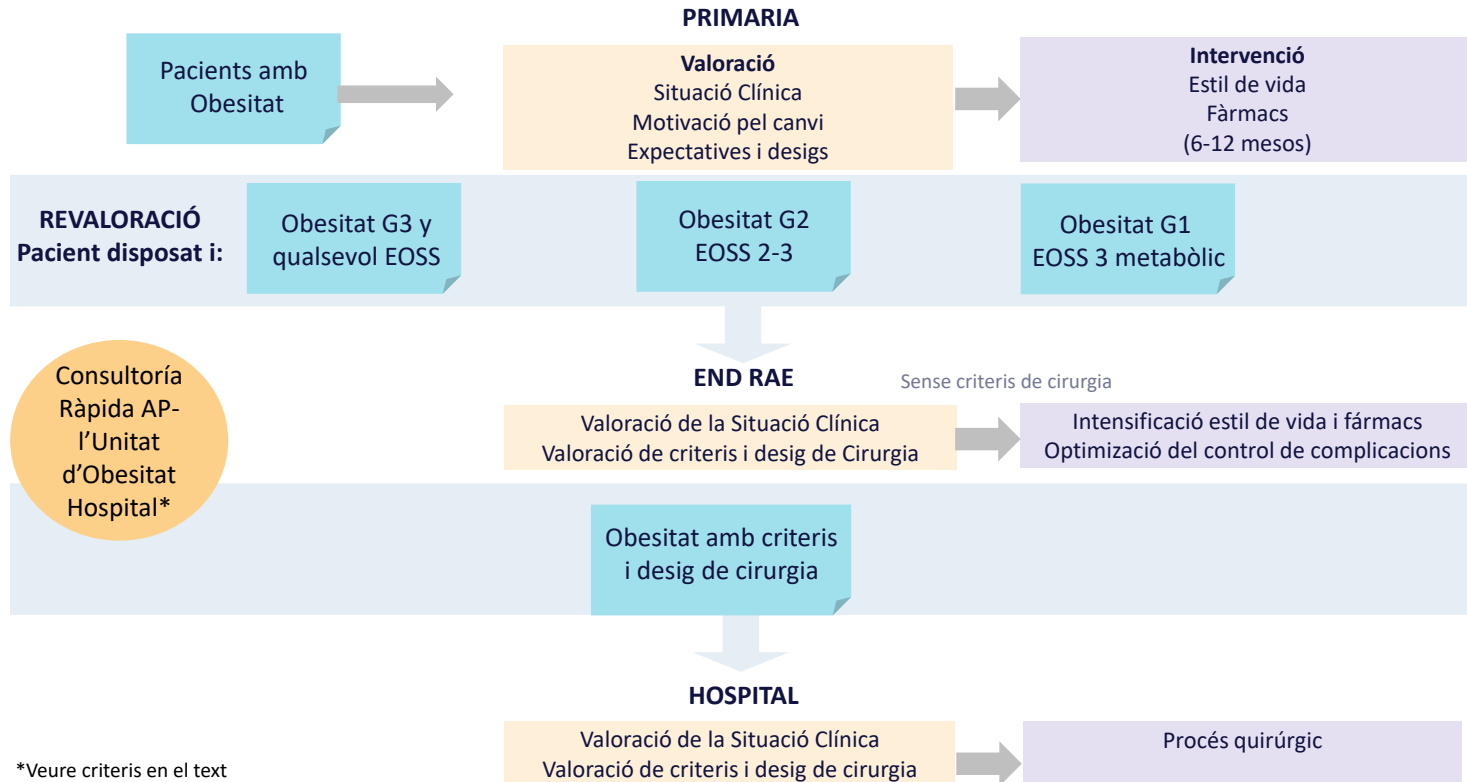 PRIMARIA
Pacients amb
Obesitat
Valoració
Situació Clínica
Motivació pel canvi
Expectatives i desigs
Intervenció
Estil de vida
Fàrmacs
(6-12 mesos)
REVALORACIÓ
Pacient disposat i:
Obesitat G3 y
qualsevol EOSS
Obesitat G2
EOSS 2-3
Obesitat G1
EOSS 3 metabòlic
Consultoría
Ràpida AP-
l’Unitat
d’Obesitat
Hospital*
END RAE
Sense criteris de cirurgia
Valoració de la Situació Clínica
Valoració de criteris i desig de Cirurgia
Intensificació estil de vida i fármacs
Optimizació del control de complicacions
Obesitat amb criteris
i desig de cirurgia
HOSPITAL
Valoració de la Situació Clínica
Valoració de criteris i desig de cirurgia
Procés quirúrgic
*Veure criteris en el text